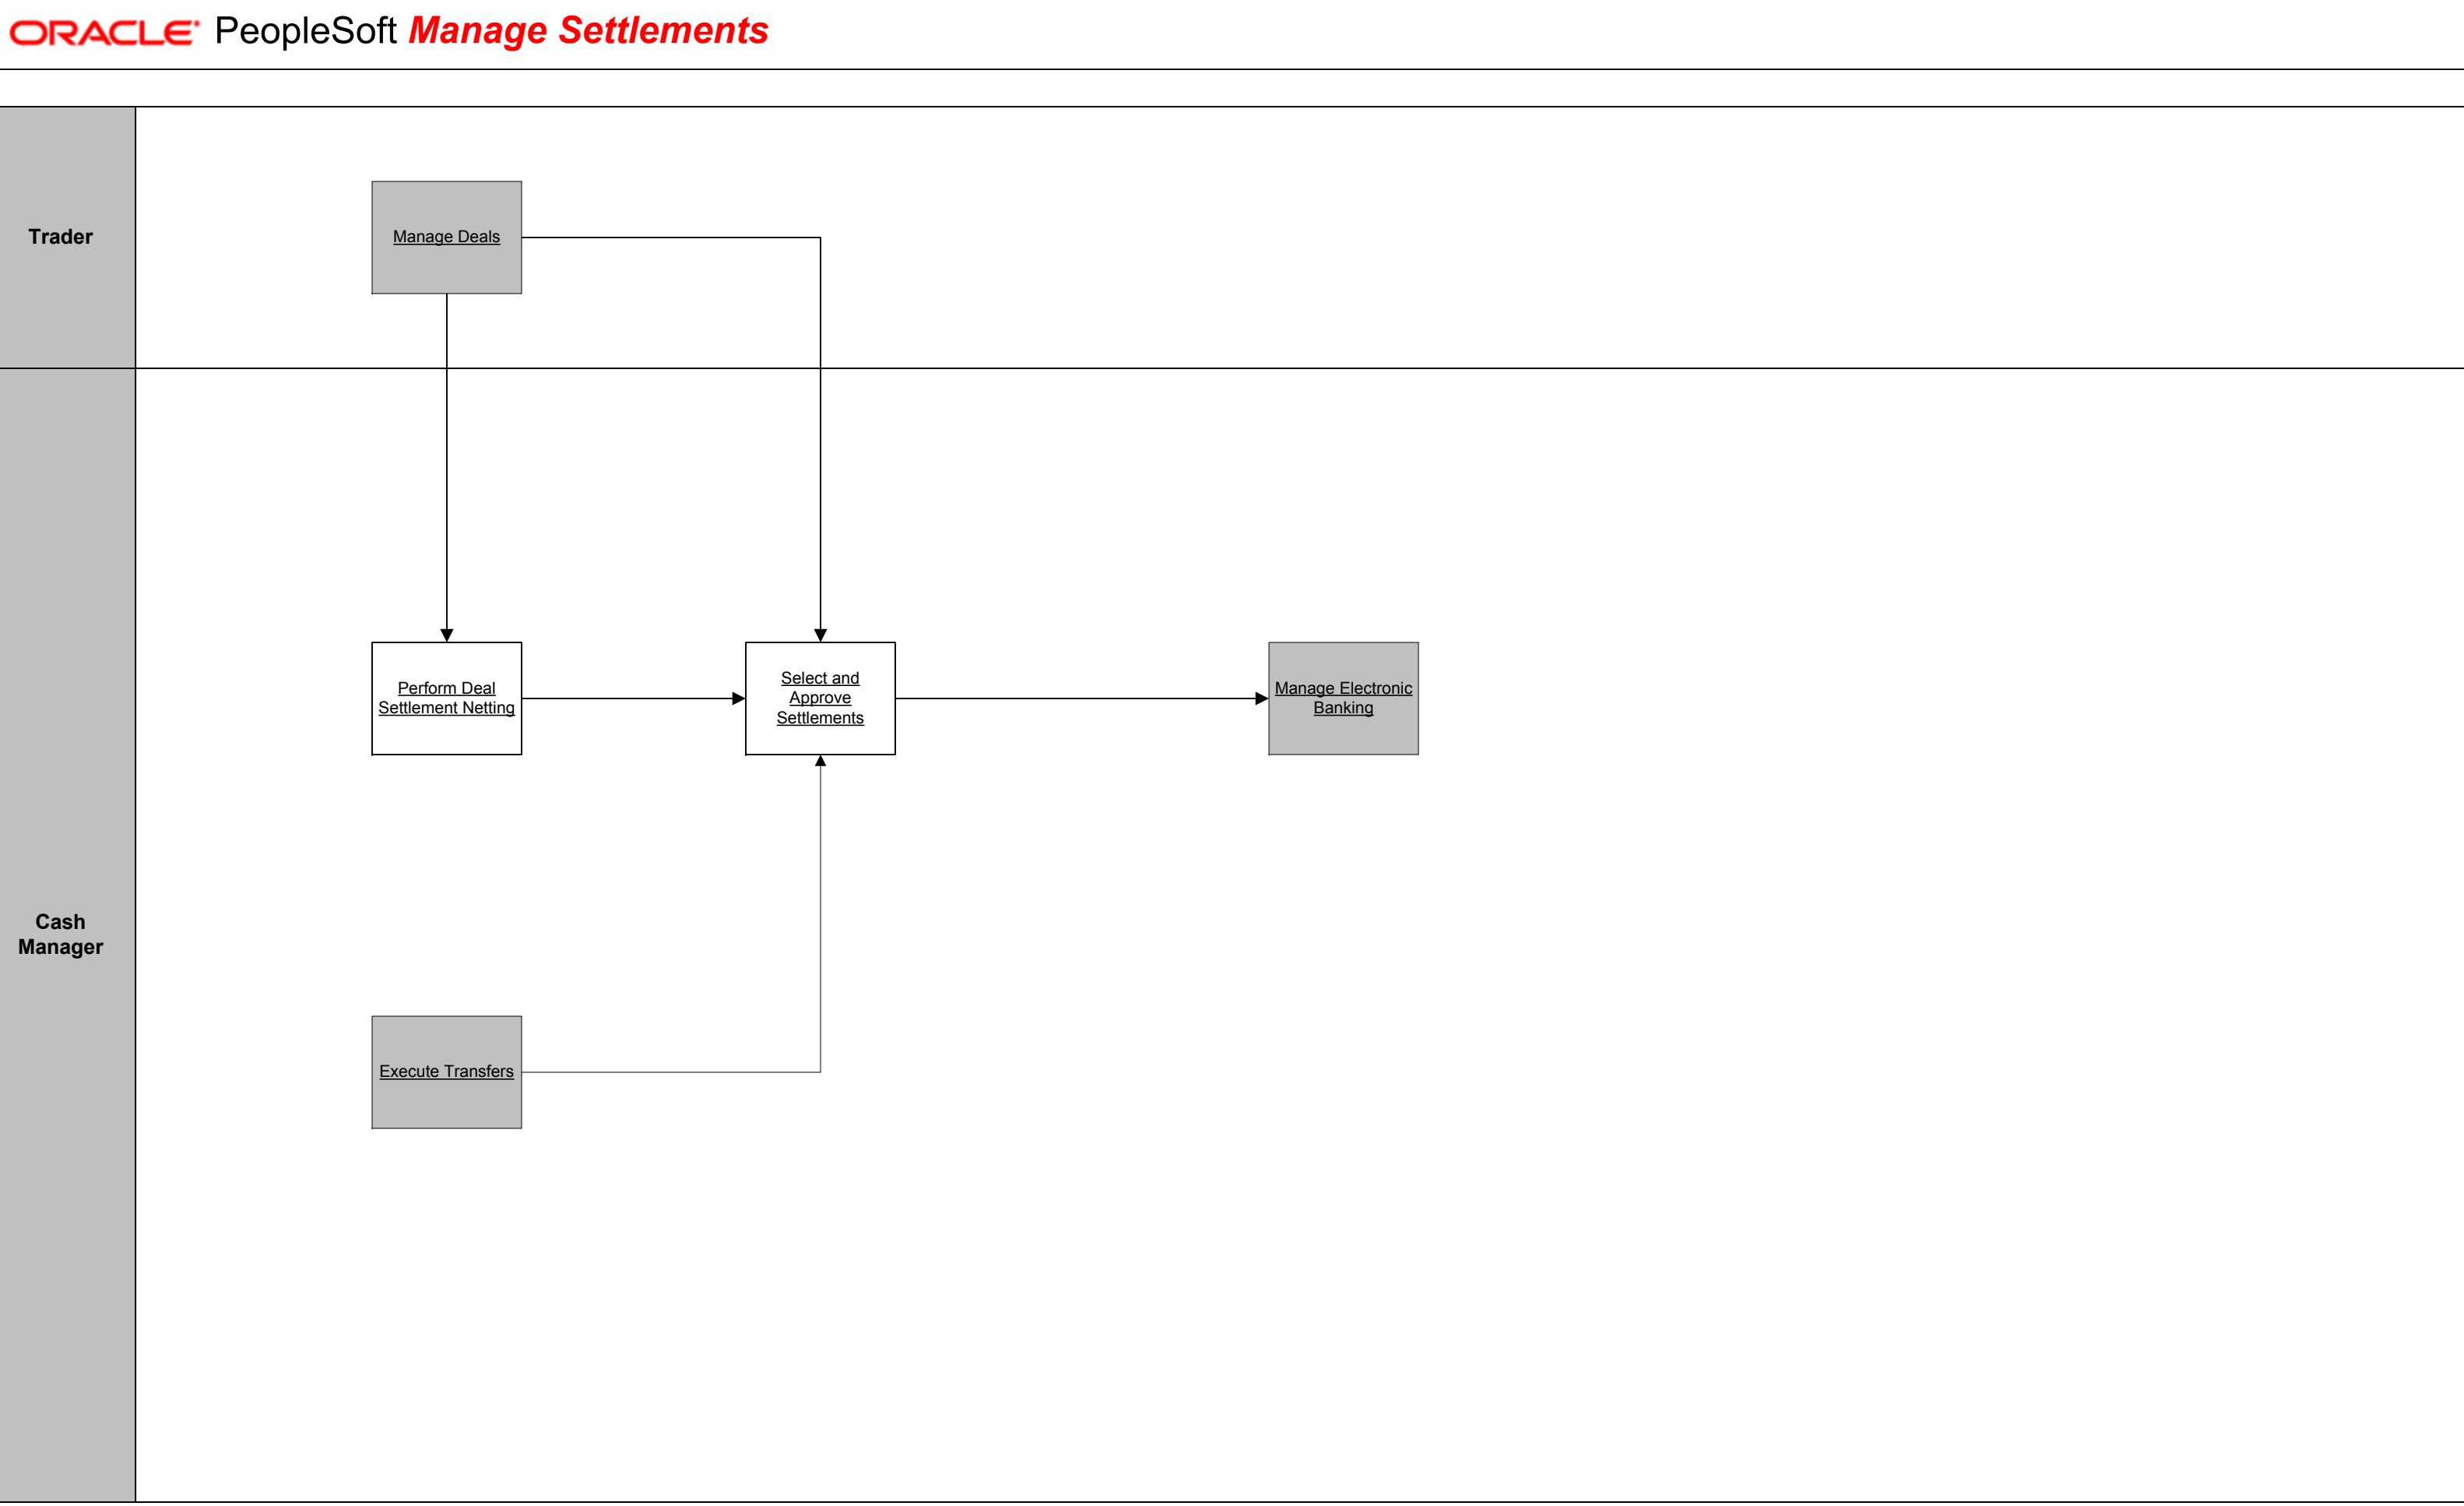 ORACLE PeopleSoft Manage Settlements
Trader
Manage Deals
Perform Deal
Settlement Netting
Select and
Approve
Settlements
Manage Electronic
Banking
Cash
Manager
Execute Transfers